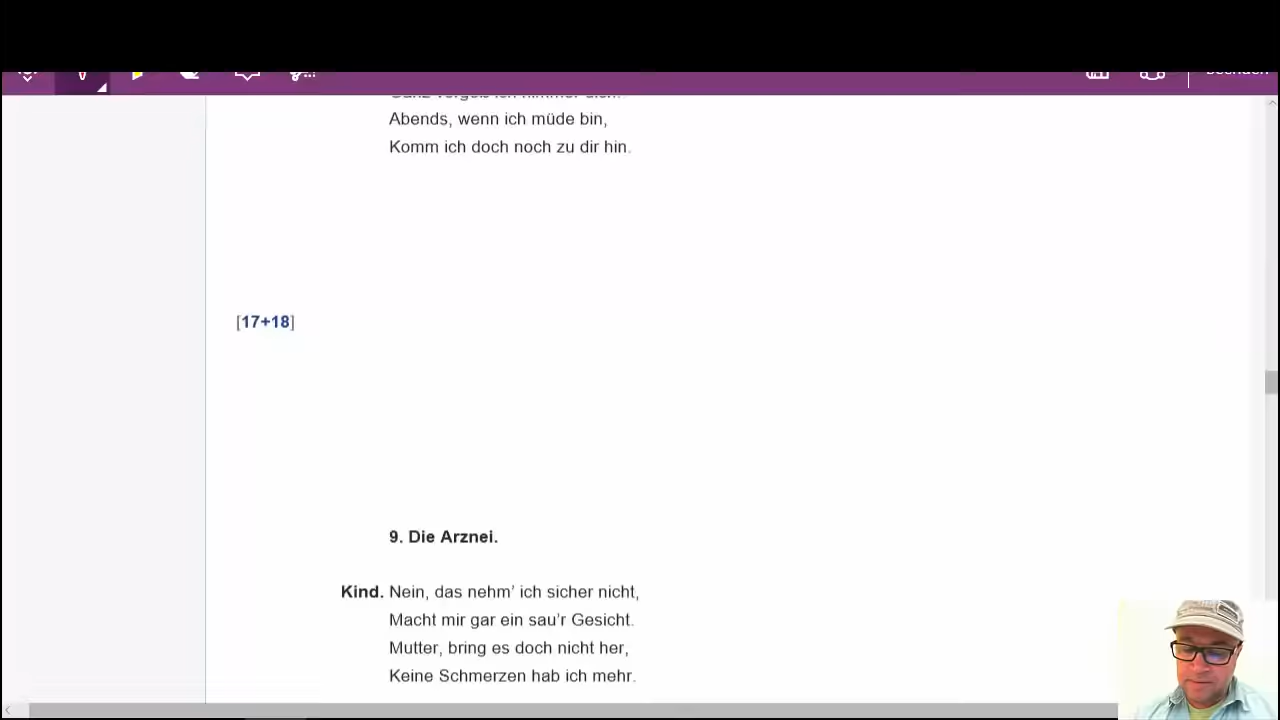 Beenden
Abends, wenn ich müde bin,
Komm ich doch noch zu dir hin.
[17+18]
9. Die Arznei.
Kind. Nein, das nehm’ ich sicher nicht,
Macht mir gar ein sau’r Gesicht.
Mutter, bring es doch nicht her,
Keine Schmerzen hab ich mehr.